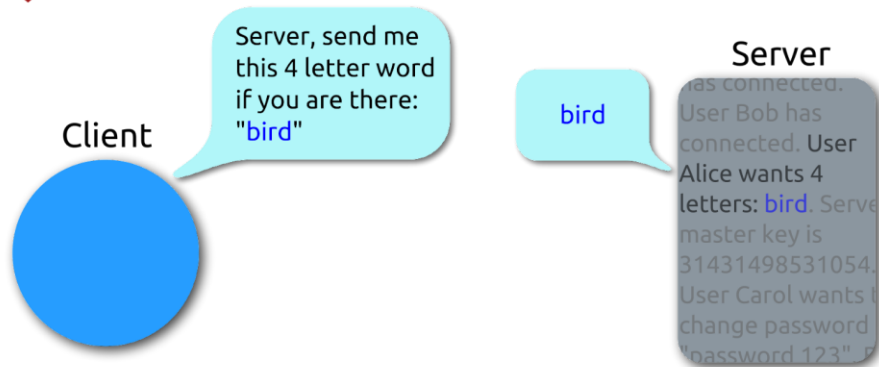 Server, send me
this 4 letter word
if you are there:
"bird"
Client
bird
Server
has connected.
User Bob has
connected. User
Alice wants 4
letters: bird. Serve
master key is
31431498531054.
User Carol wants t
change password
"password 123".